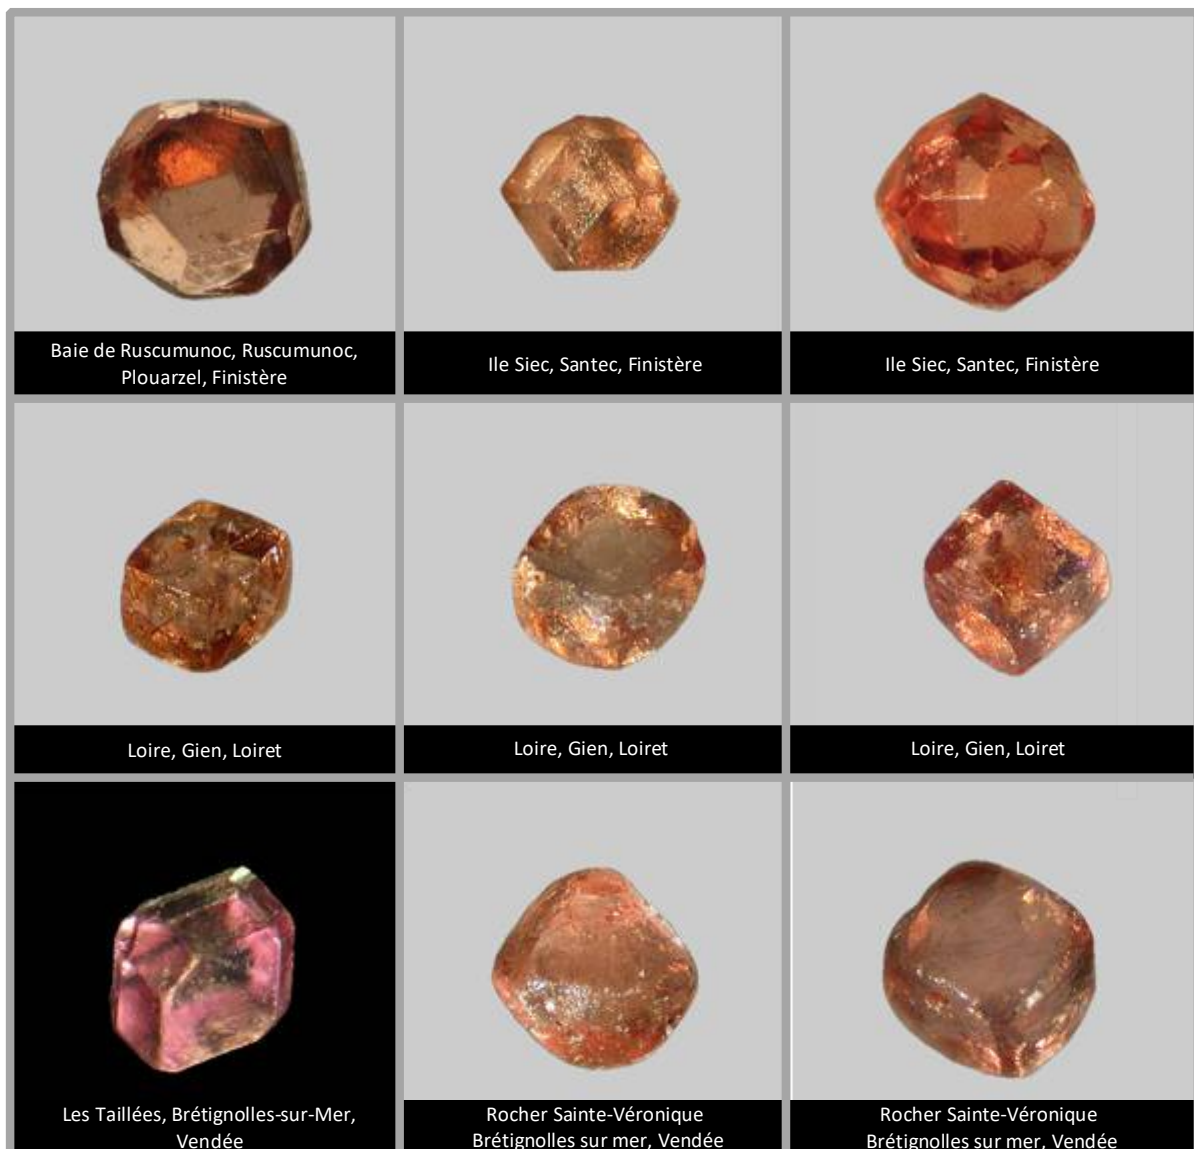 Baie de Ruscumunoc, Ruscumunoc,
Plouarzel, Finistère
Ile Siec, Santec, Finistère
Ile Siec, Santec, Finistère
Loire, Gien, Loiret
Loire, Gien, Loiret
Loire, Gien, Loiret
Les Taillées, Brétignolles-sur-Mer,
Vendée
Rocher Sainte-Véronique
Brétignolles sur mer, Vendée
Rocher Sainte-Véronique
Brétignolles sur mer, Vendée